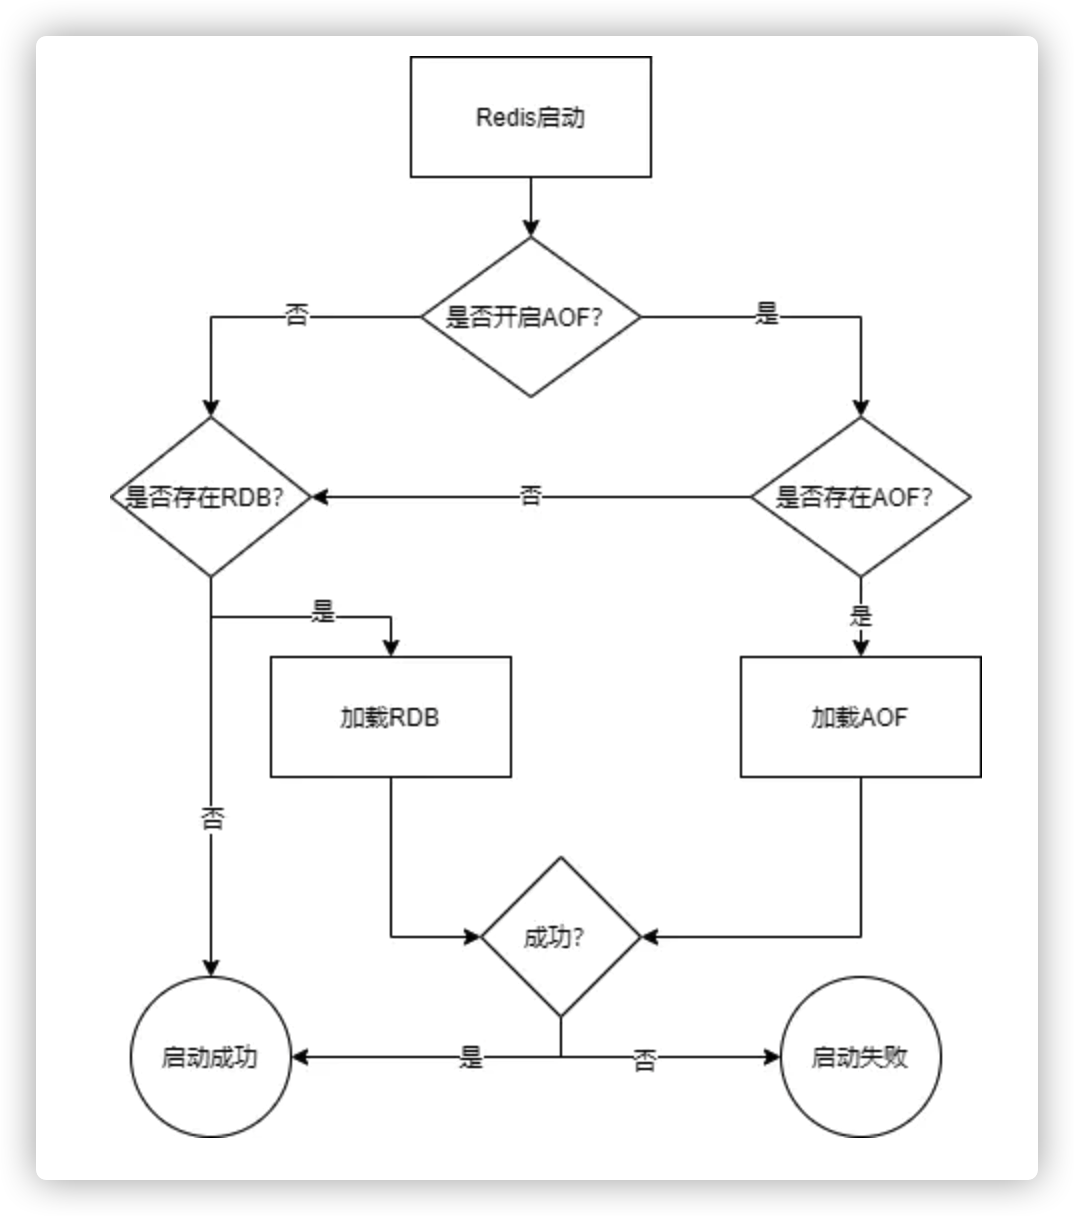 Redis启动
否
是否开启AOF?
是
是否存在RDB?
否
是否存在AOF?
是
是
加载RDB
加载AOF
否
成功?
启动成功
是
否
启动失败